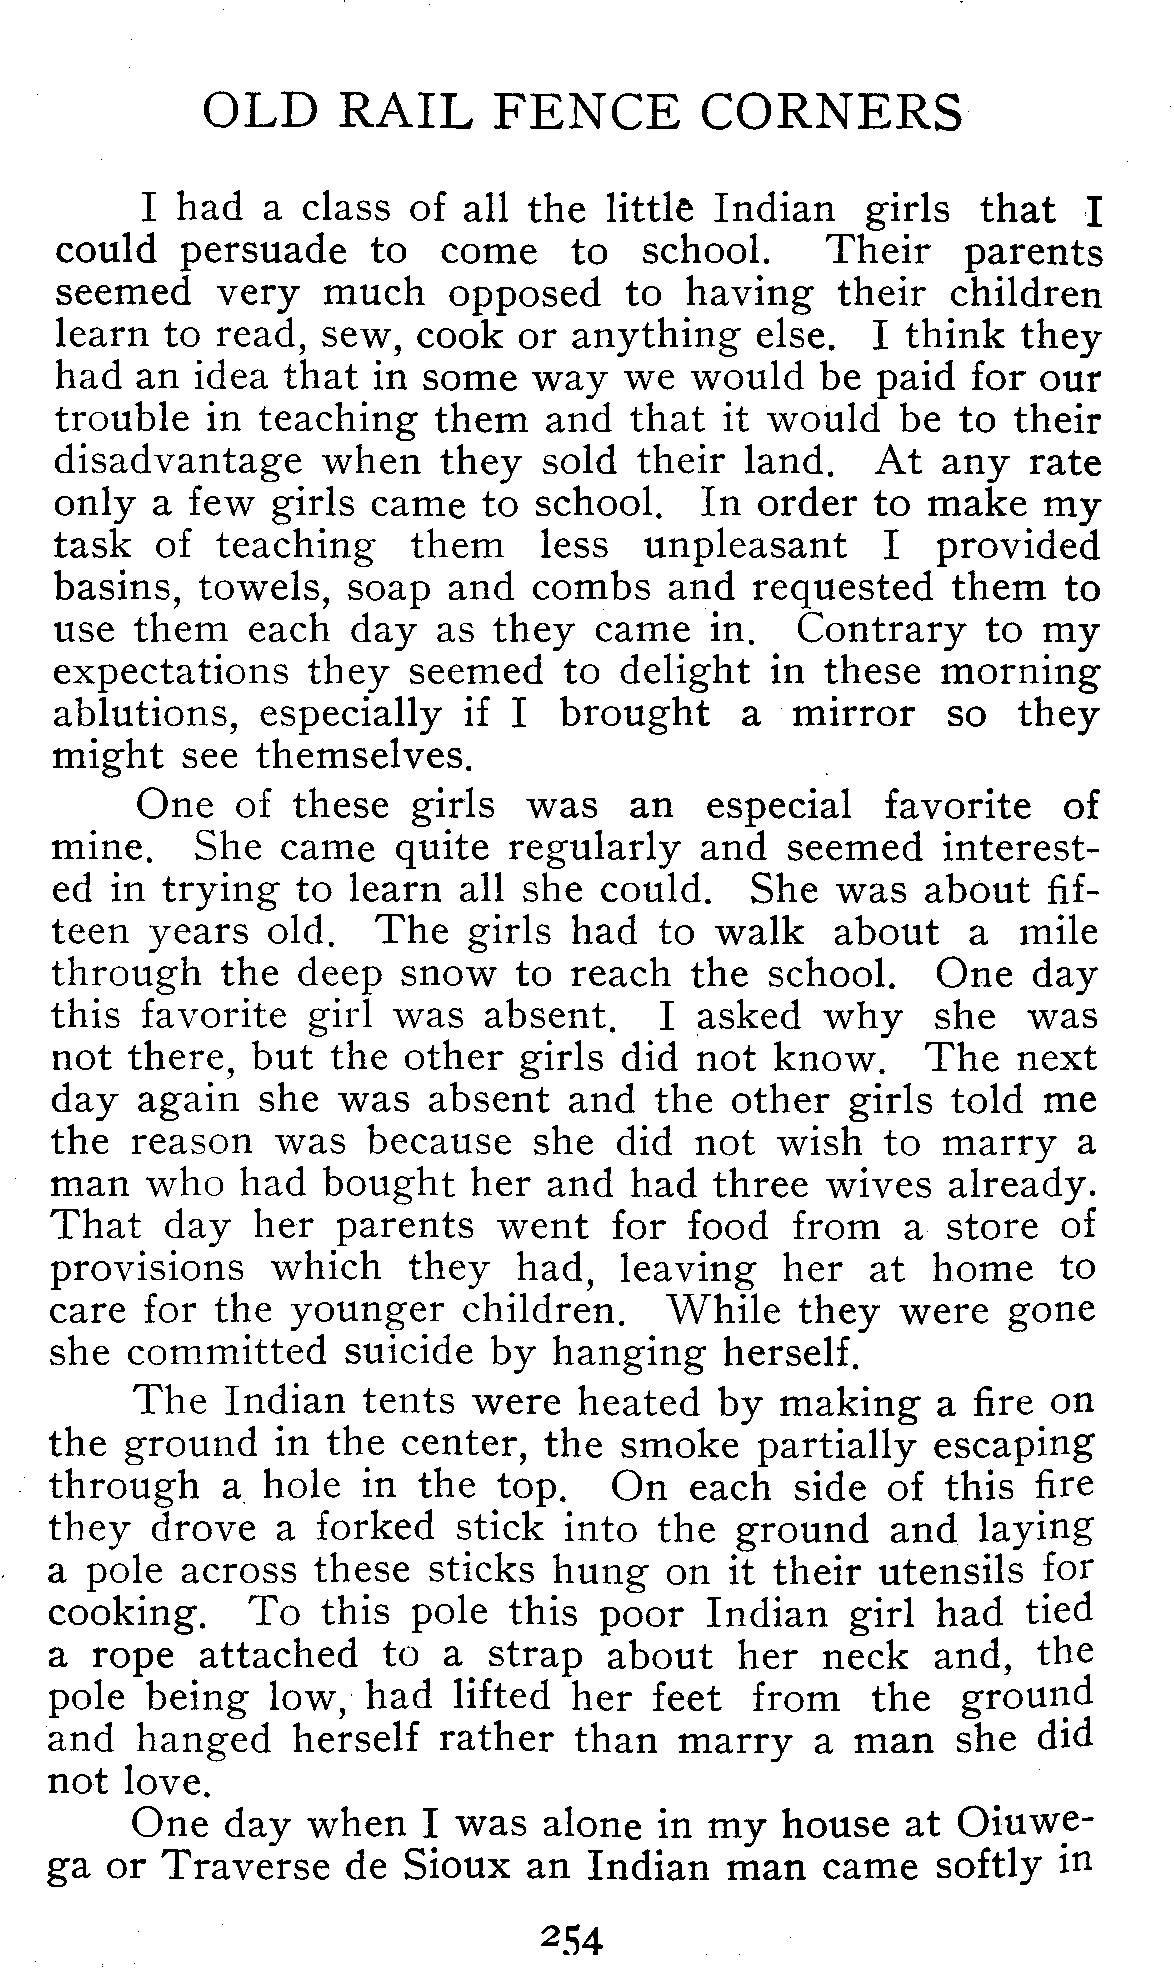 OLD RAIL FENCE CORNERS
I had a class of all the little Indian girls that I
could persuade to come to school. Their parents
seemed very much opposed to having their children
learn to read, sew, cook or anything else. I think they
had an idea that in some way we would be paid for our
trouble in teaching them and that it would be to their
disadvantage when they sold their land. At any rate
only a few girls came to school. In order to make my
task of teaching them less unpleasant I provided
basins, towels, soap and combs and requested them to
use them each day as they came in. Contrary to my
expectations they seemed to delight in these morning
ablutions, especially if I brought a mirror so they
might see themselves.
One of these girls was an especial favorite of
mine. She came quite regularly and seemed interest-
ed in trying to learn all she could. She was about fif-
teen years old. The girls had to walk about a mile
through the deep snow to reach the school. One day
this favorite girl was absent. I asked why she was
not there, but the other girls did not know. The next
day again she was absent and the other girls told me
the reason was because she did not wish to marry a
man who had bought her and had three wives already.
That day her parents went for food from a store of
provisions which they had, leaving her at home to
care for the younger children. While they were gone
she committed suicide by hanging herself.
The Indian tents were heated by making a fire on
the ground in the center, the smoke partially escaping
through a hole in the top. On each side of this fire
they drove a forked stick into the ground and laying
a pole across these sticks hung on it their utensils for
cooking. To this pole this poor Indian girl had tied
a rope attached to a strap about her neck and, the
pole being low, had lifted her feet from the ground
and hanged herself rather than marry a man she did
not love.
One day when I was alone in my house at Oiuwe-
ga or Traverse de Sioux an Indian man came softly in
254